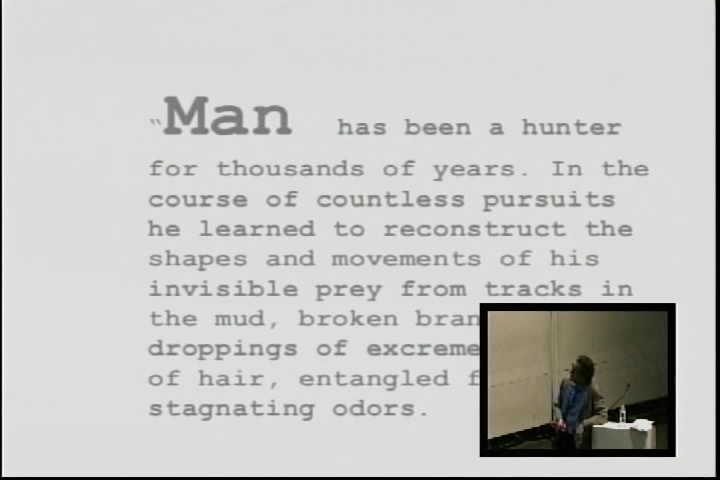 “Man has been a hunter
for thousands of years. In the
course of countless pursuits
he learned to reconstruct the
shapes and movements of his
invisible prey from tracks in
the mud, broken
droppings of
of hair, entangled
stagnating odors.